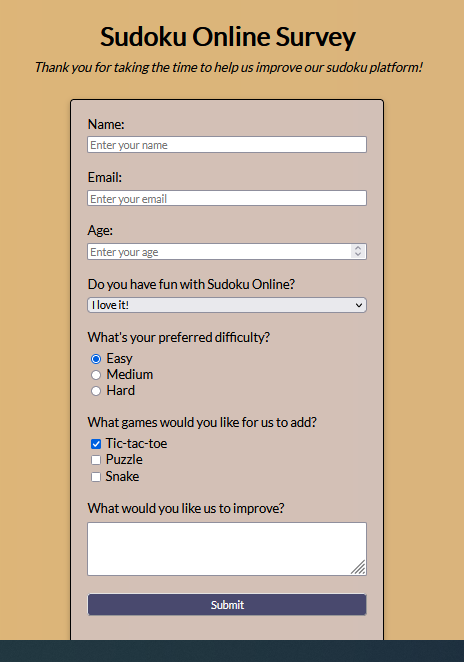 Sudoku Online Survey
Thank you for taking the time to help us improve our sudoku platform!
Name:
Enter your name
Email:
Enter your email
Age:
Enter your age
Do you have fun with Sudoku Online?
I love it!
What's your preferred difficulty?
Easy
Medium
Hard
What games would you like for us to add?
Tic-tac-toe
Puzzle
Snake
What would you like us to improve?
Submit